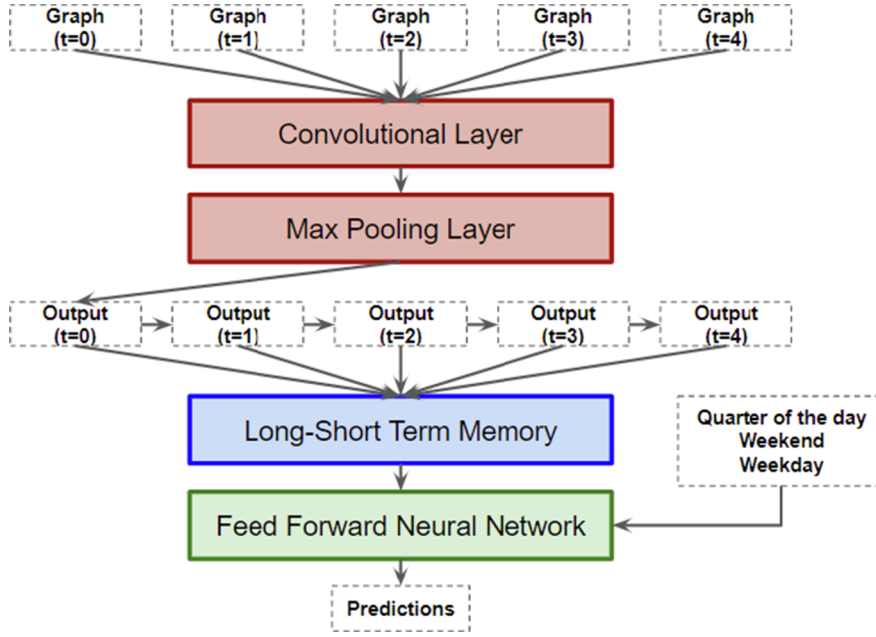 Graph Graph Graph Graph Graph
(t=0) (t=1) (t=2) (t=3) (t=4)
Convolutional Layer
Max Pooling Layer
Output Output Output Output Output
(t=0) (t=1) (t=2) (t=3) (t=4)
Long-Short Term Memory
Quarter of the day
Weekend
Weekday
Feed Forward Neural Network
Predictions